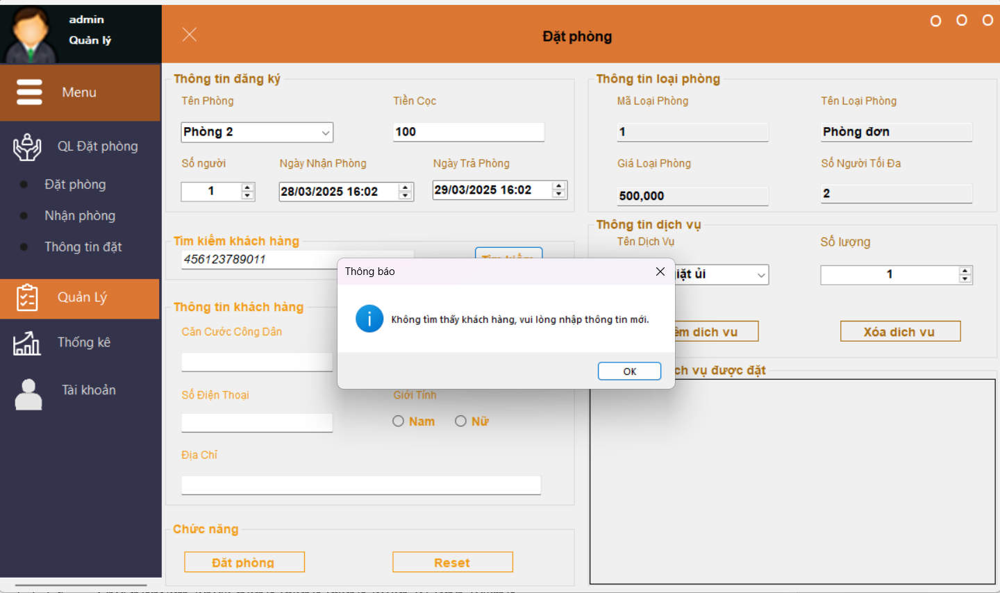 admin
Quản lý
Menu
QL Đặt phòng
Đặt phòng
Nhận phòng
Thông tin đặt
Quản Lý
Thống kê
Tài khoản
Đặt phòng
Thông tin đăng ký
Tên Phòng
Tiền Cọc
Phòng 2
100
Số người
Ngày Nhận Phòng
Ngày Trả Phòng
1
28/03/2025 16:02
29/03/2025 16:02
Thông tin loại phòng
Mã Loại Phòng
Tên Loại Phòng
1
Phòng đơn
Giá Loại Phòng
Số Người Tối Đa
500,000
2
Tìm kiếm khách hàng
456123789011
Tìm kiếm
Thông tin dịch vụ
Tên Dịch Vụ
Số lượng
iặt ủi
1
êm dich vu
Xóa dich vu
ch vụ được đặt
Thông báo
Không tìm thấy khách hàng, vui lòng nhập thông tin mới.
OK
Thông tin khách hàng
Căn Cước Công Dân
Số Điện Thoại
Giới Tính
Nam
Nữ
Địa Chỉ
Chức năng
Đăt phòng
Reset